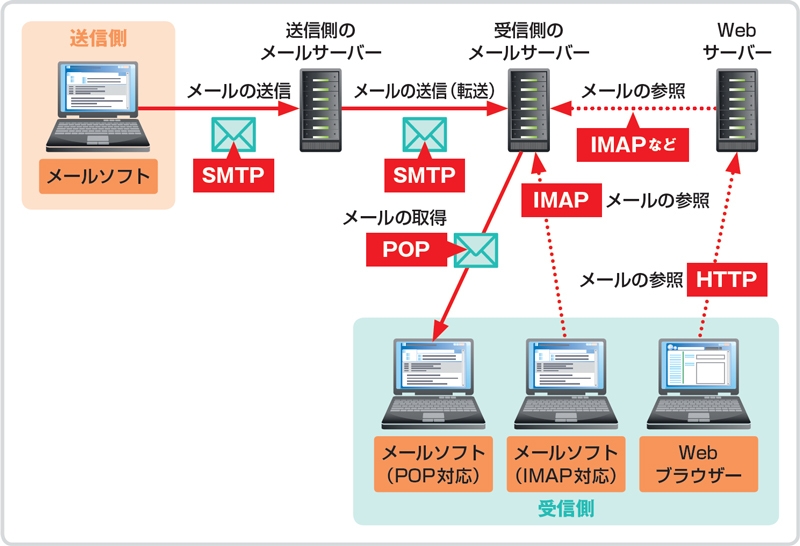 送信側
メールソフト
送信側の
メールサーバー
受信側の
メールサーバー
Web
サーバー
メールの送信
SMTP
メールの送信（転送）
SMTP
メールの参照
IMAPなど
IMAP
メールの参照
メールの取得
POP
メールの参照
HTTP
メールソフト
（POP対応）
メールソフト
（IMAP対応）
Web
ブラウザー
受信側